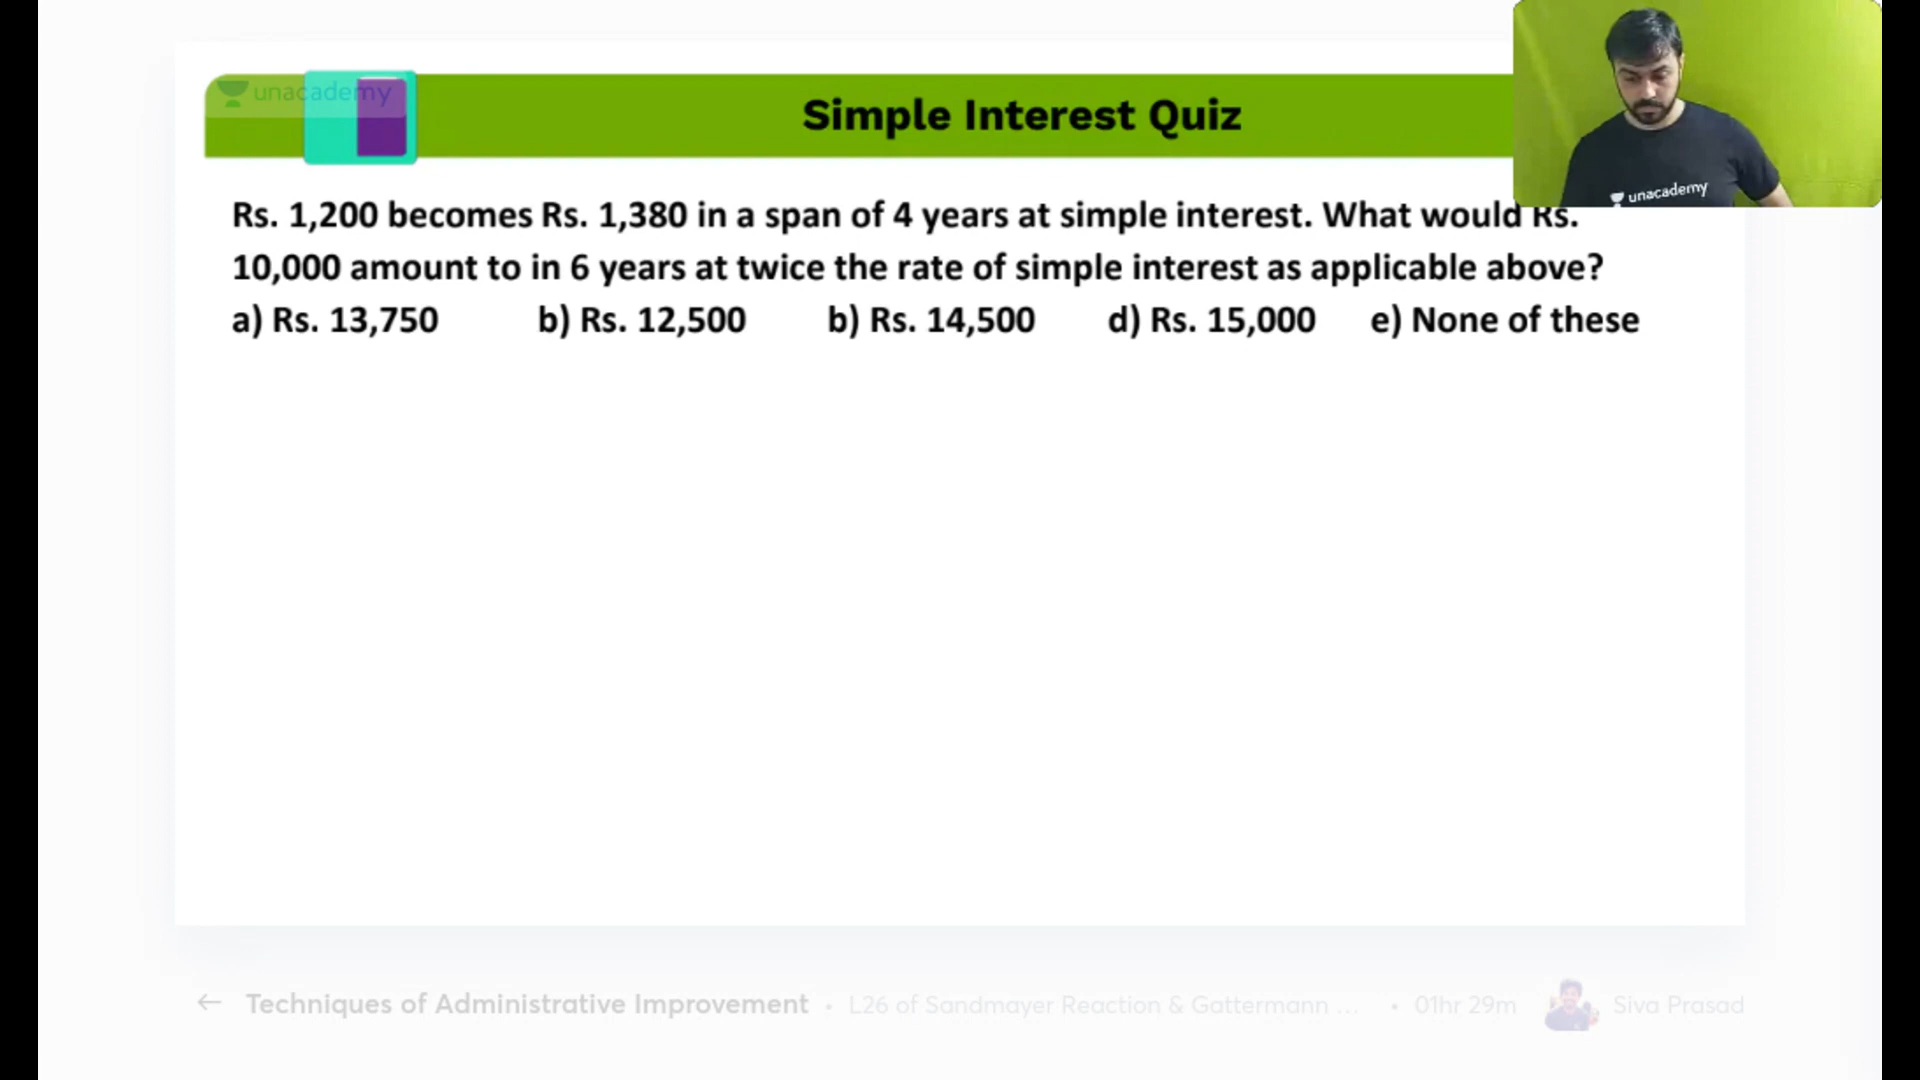 unacademy
Simple Interest Quiz
unacademy
Rs. 1,200 becomes Rs. 1,380 in a span of 4 years at simple interest. What would Rs.
10,000 amount to in 6 years at twice the rate of simple interest as applicable above?
a) Rs. 13,750 b) Rs. 12,500 b) Rs. 14,500 d) Rs. 15,000 e) None of these
Techniques of Administrative Improvement • L26 of Sandmayer Reaction & Gattermann ... • 01hr 29m Siva Prasad